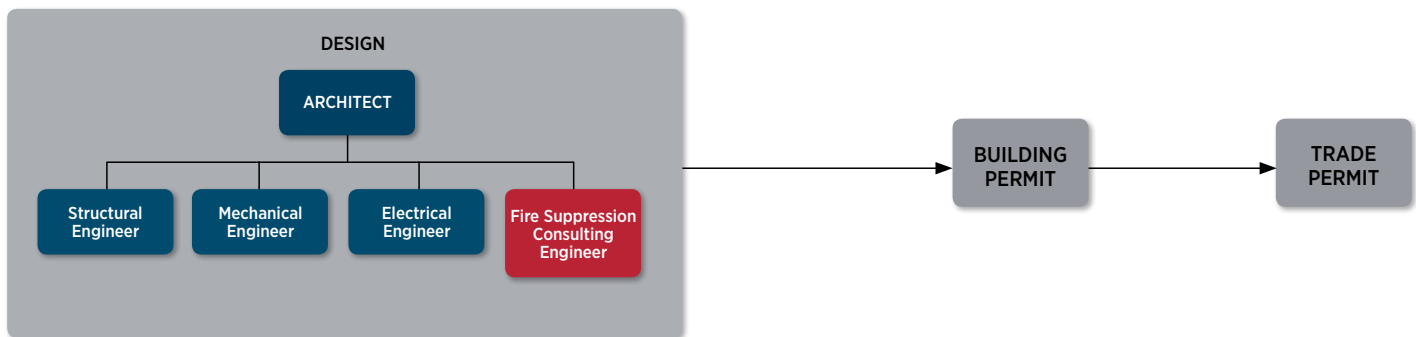 DESIGN
ARCHITECT
Structural
Engineer
Mechanical
Engineer
Electrical
Engineer
Fire Suppression
Consulting
Engineer
BUILDING
PERMIT
TRADE
PERMIT